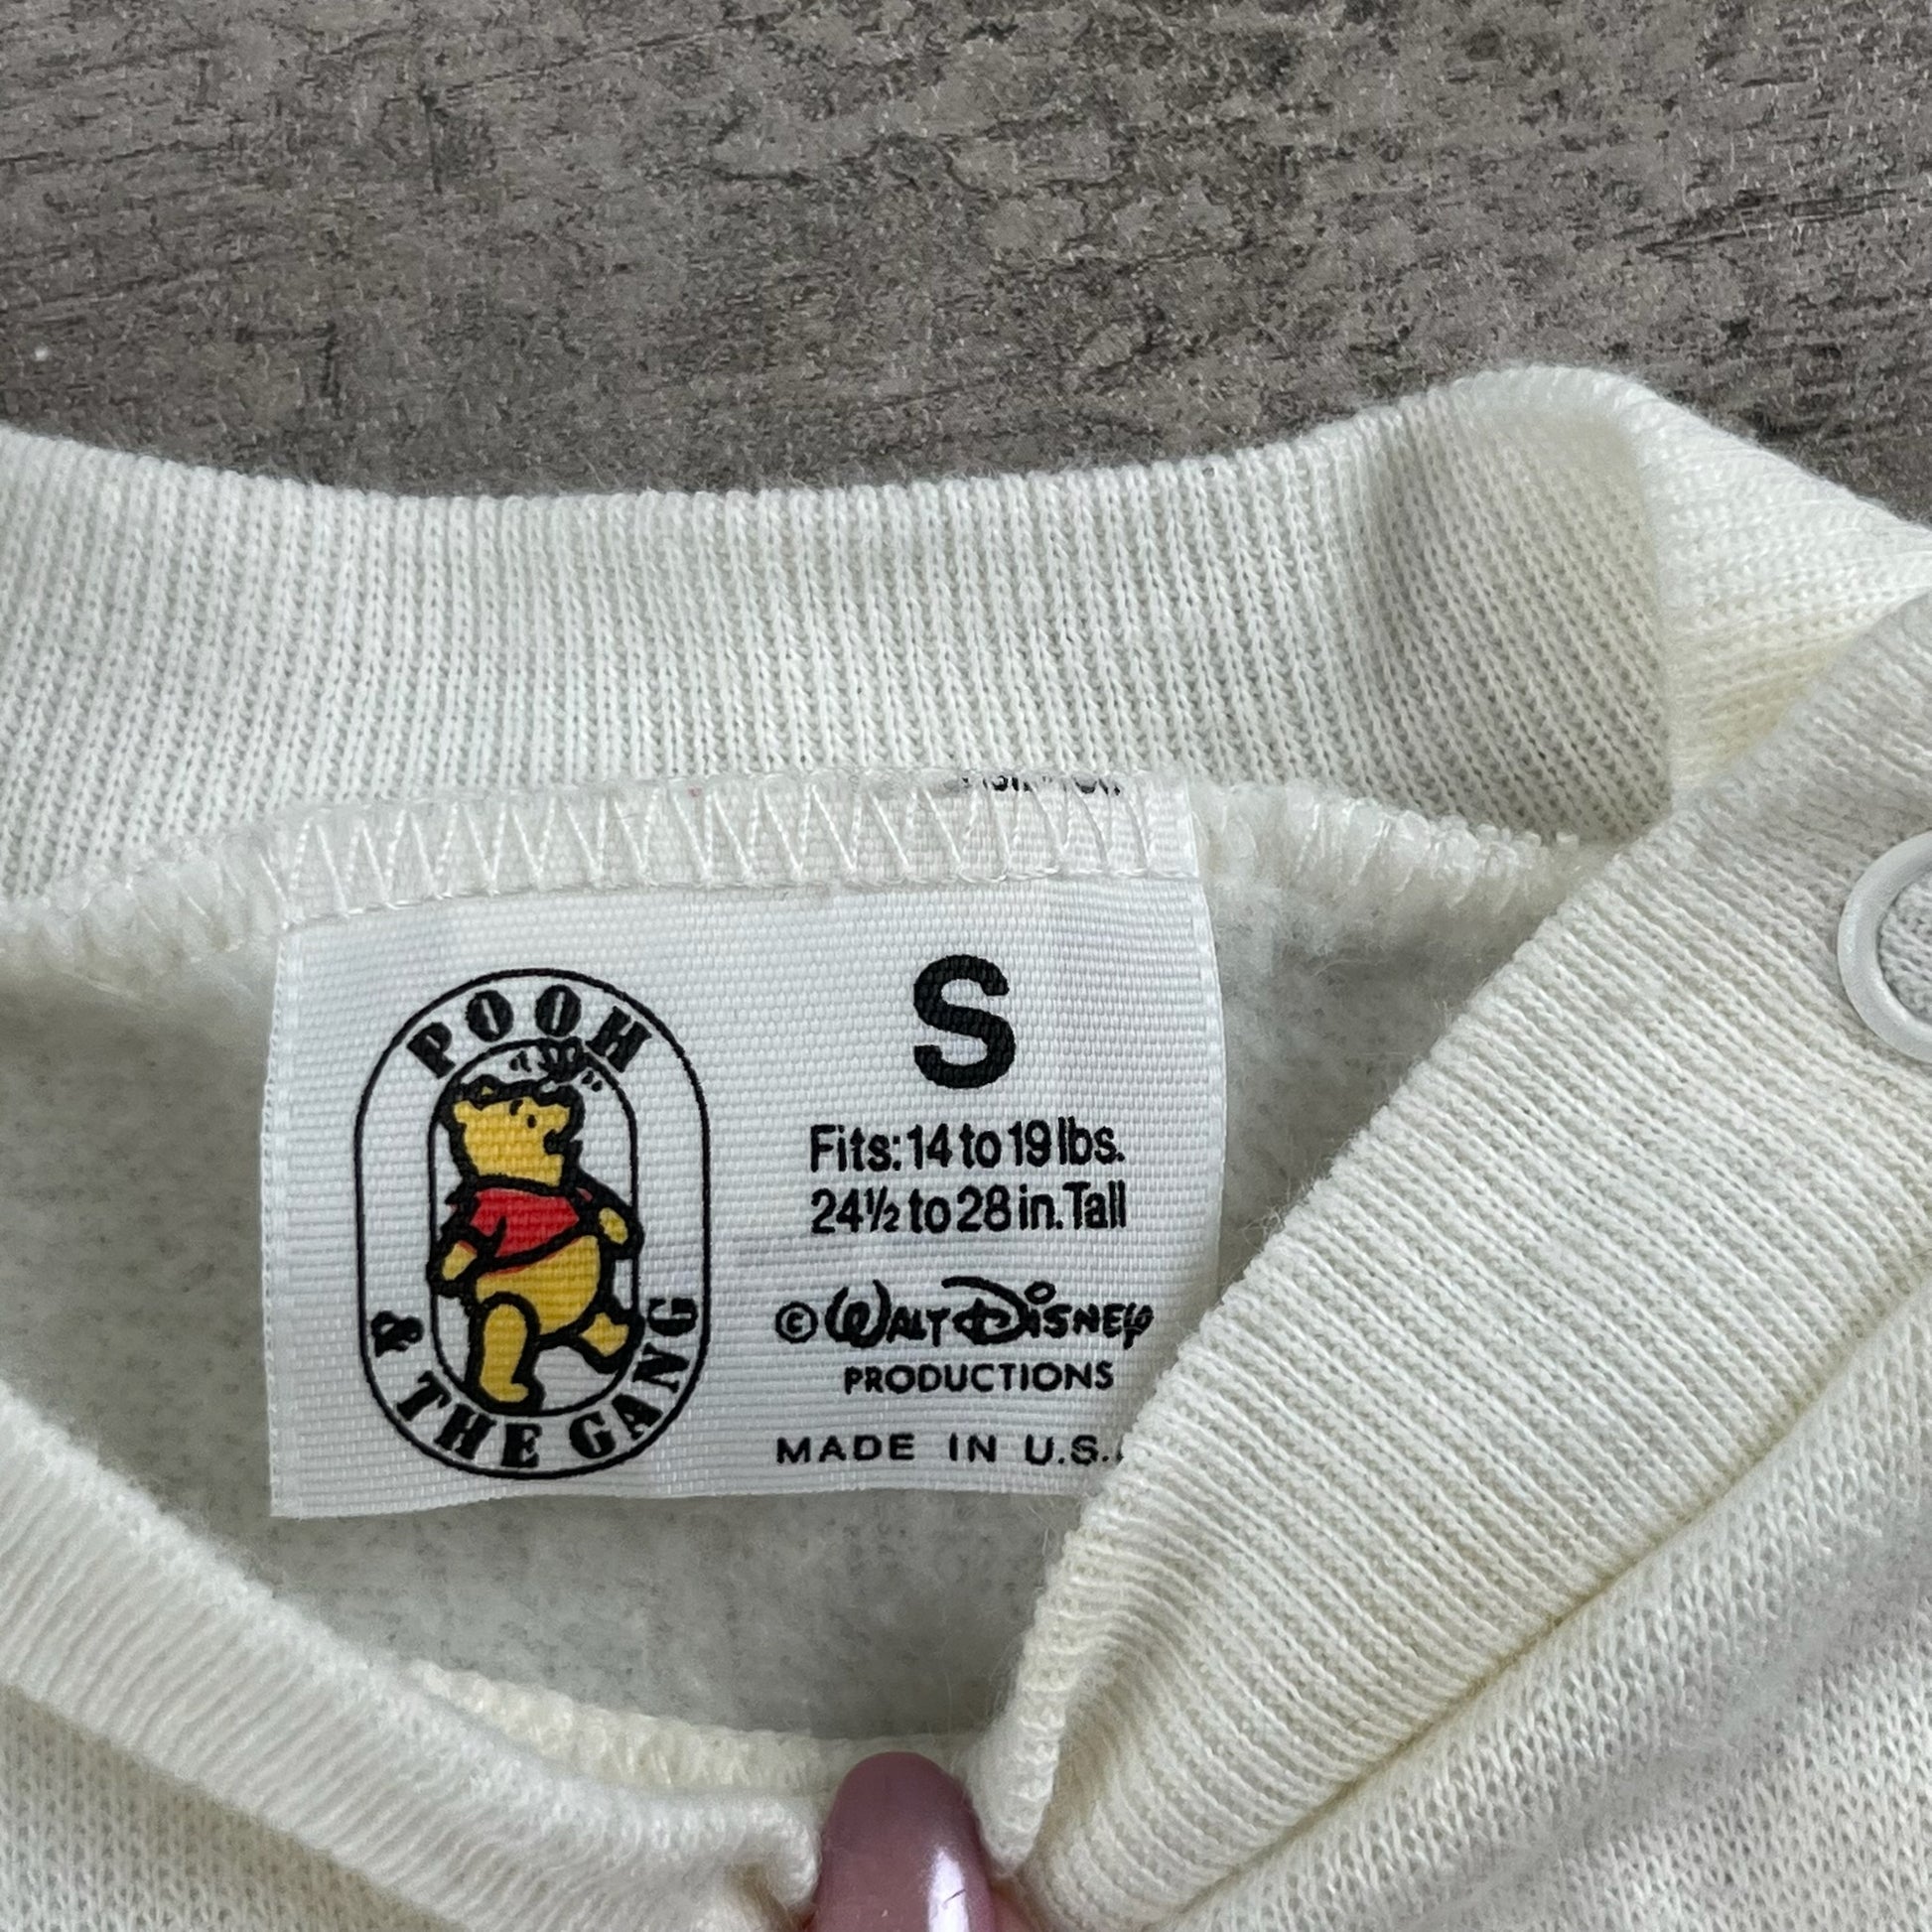 POOH
& THE GANG
S
Fits: 14 to 19 lbs.
24½ to 28 in. Tall
© WALT DISNEY
PRODUCTIONS
MADE IN U.S.